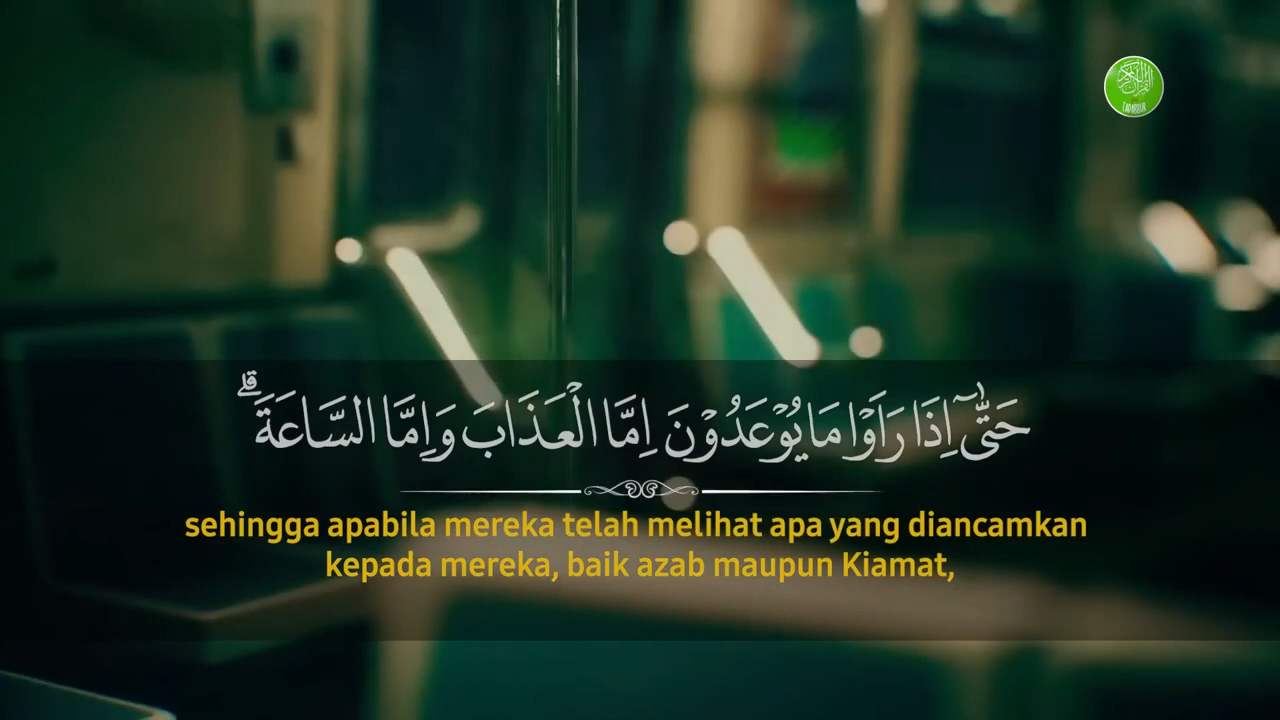 حَتّٰٓى اِذَا رَاَوْا مَا يُوْعَدُوْنَ اِمَّا الْعَذَابَ وَاِمَّا السَّاعَةَ ۗ
sehingga apabila mereka telah melihat apa yang diancamkan
kepada mereka, baik azab maupun Kiamat,